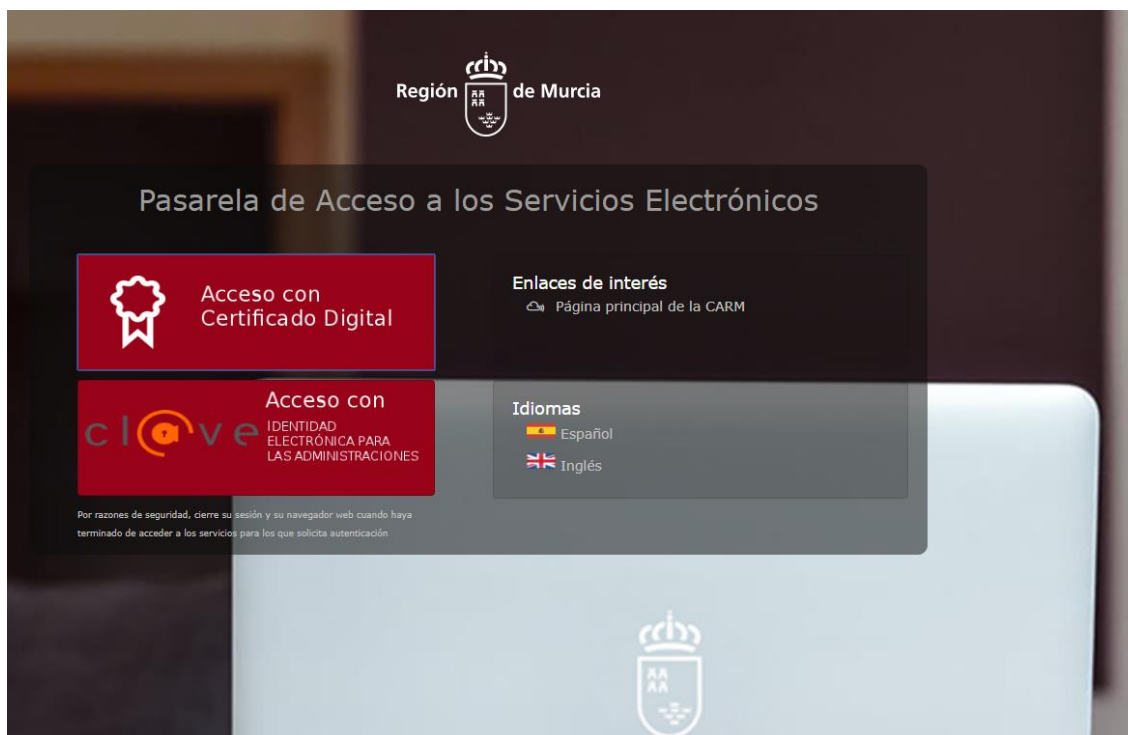 Región de Murcia
Pasarela de Acceso a los Servicios Electrónicos
Acceso con
Certificado Digital
cl@ve
Acceso con
IDENTIDAD
ELECTRÓNICA PARA
LAS ADMINISTRACIONES
Por razones de seguridad, cierre su sesión y su navegador web cuando haya
terminado de acceder a los servicios para los que solicita autenticación
Enlaces de interés
Página principal de la CARM
Idiomas
Español
Inglés